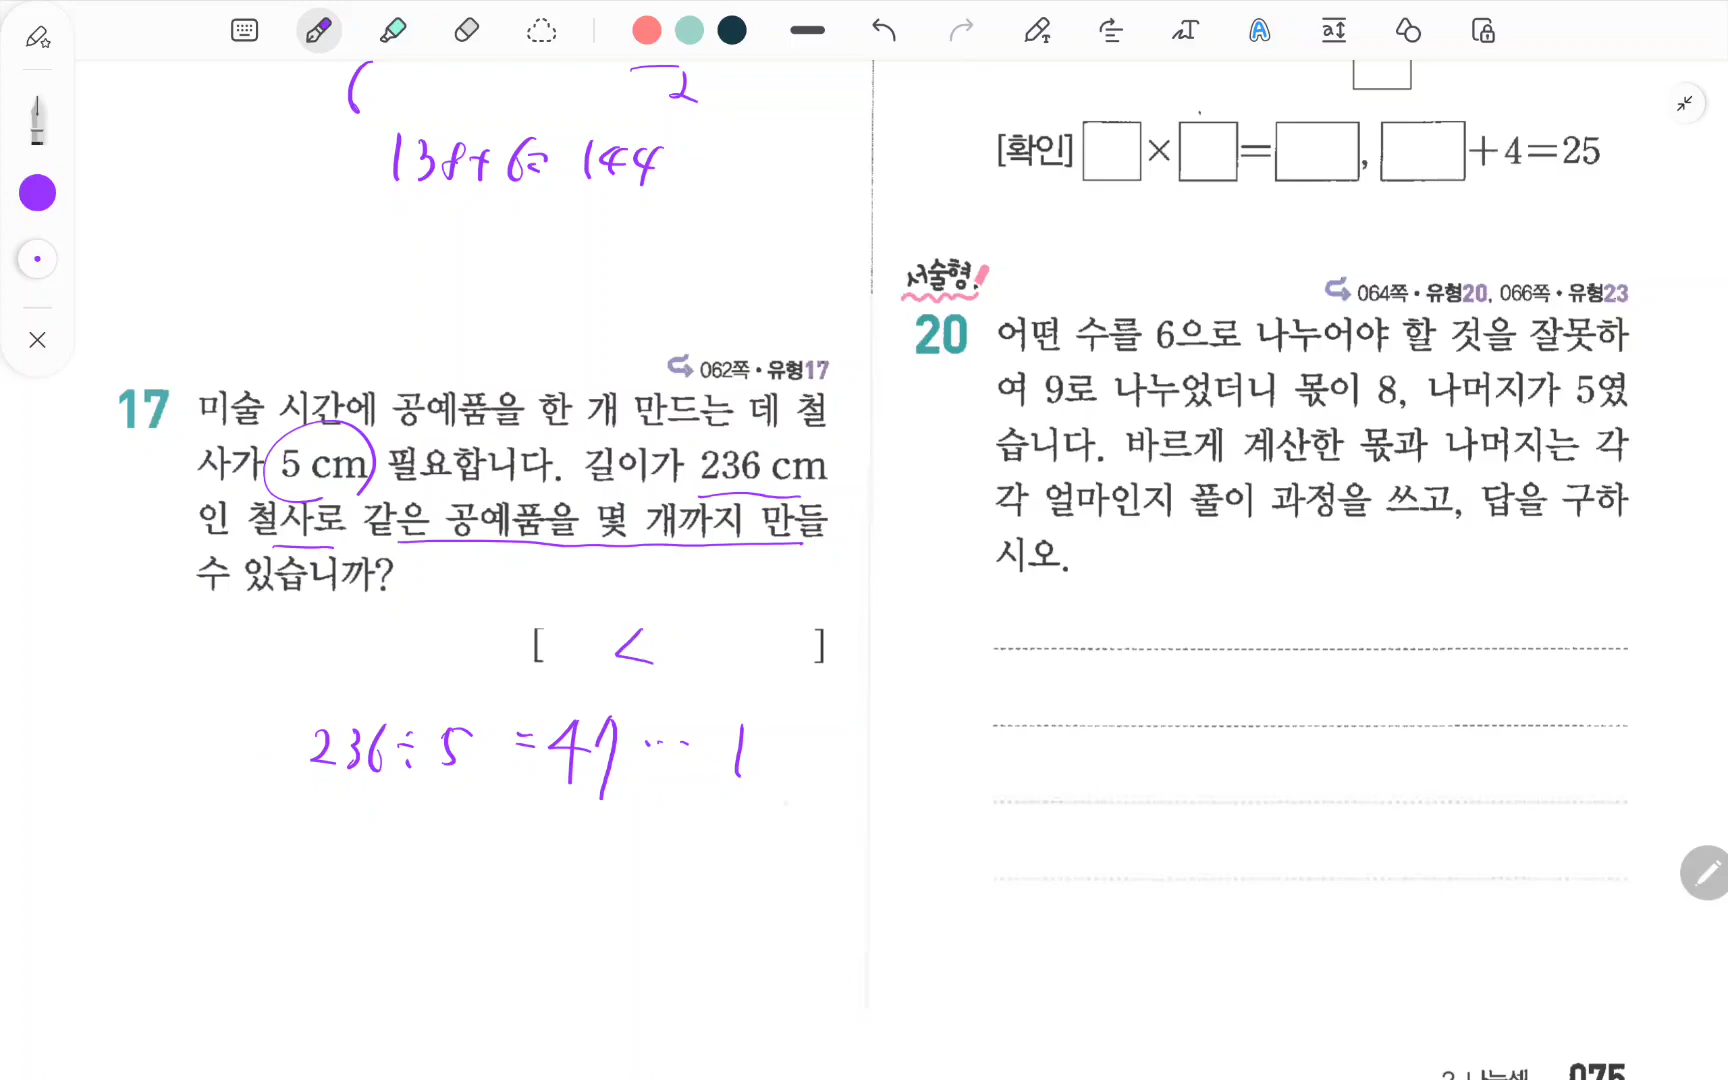 138+6=144
[확인] □×□=□, □+4=25
062쪽 • 유형17
17 미술 시간에 공예품을 한 개 만드는 데 철
사가 5 cm 필요합니다. 길이가 236 cm
인 철사로 같은 공예품을 몇 개까지 만들
수 있습니까?
[ < ]
236÷5 =47 … 1
서술형!
064쪽 • 유형20, 066쪽 • 유형23
20 어떤 수를 6으로 나누어야 할 것을 잘못하
여 9로 나누었더니 몫이 8, 나머지가 5였
습니다. 바르게 계산한 몫과 나머지는 각
각 얼마인지 풀이 과정을 쓰고, 답을 구하
시오.
075